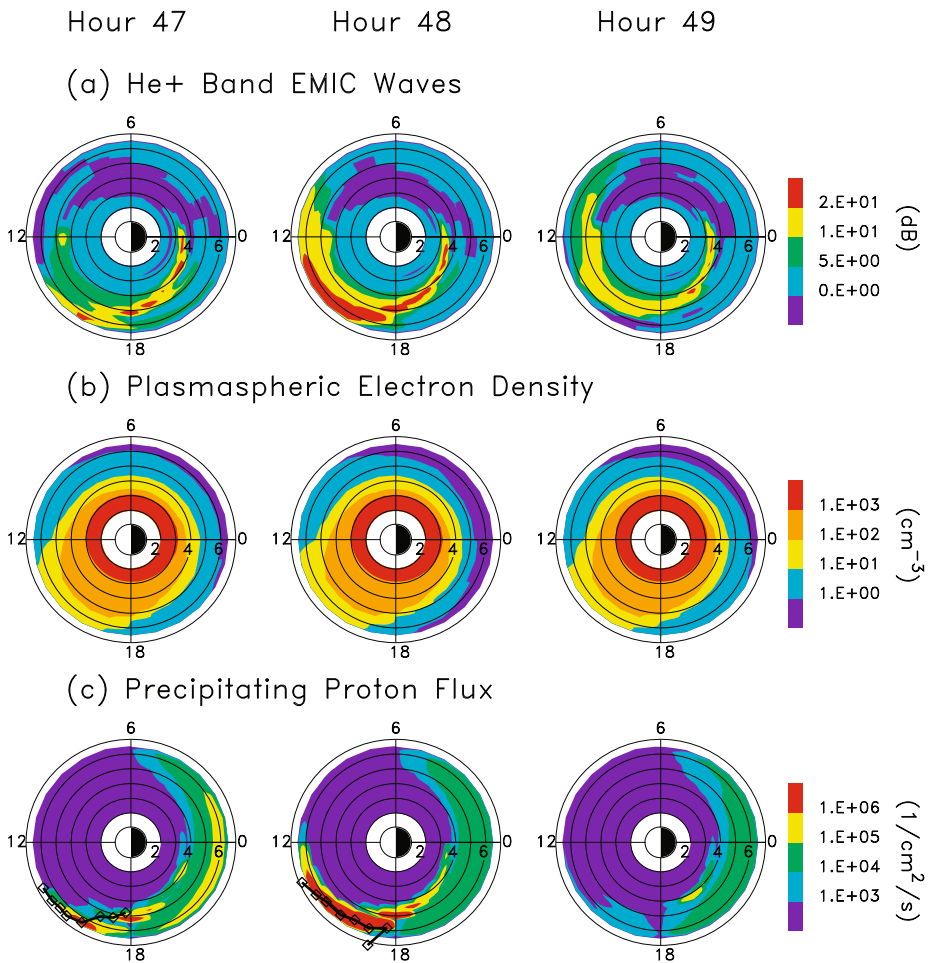 Hour 47 Hour 48 Hour 49
(a) He+ Band EMIC Waves
6 6 6
12 2 4 6 0 2 4 6 0 12 2 4 6 0
18 18 18
2.E+01
1.E+01
5.E+00
0.E+00
(dB)
(b) Plasmaspheric Electron Density
6 6 6
12 2 4 6 0 12 2 4 6 0 12 2 4 6 0
18 18 18
1.E+03
1.E+02
1.E+01
1.E+00
(cm⁻³)
(c) Precipitating Proton Flux
6 6 6
12 2 4 6 0 12 2 4 6 0 12 2 4 6 0
18 18 18
1.E+06
1.E+05
1.E+04
1.E+03
(1/cm²/s)